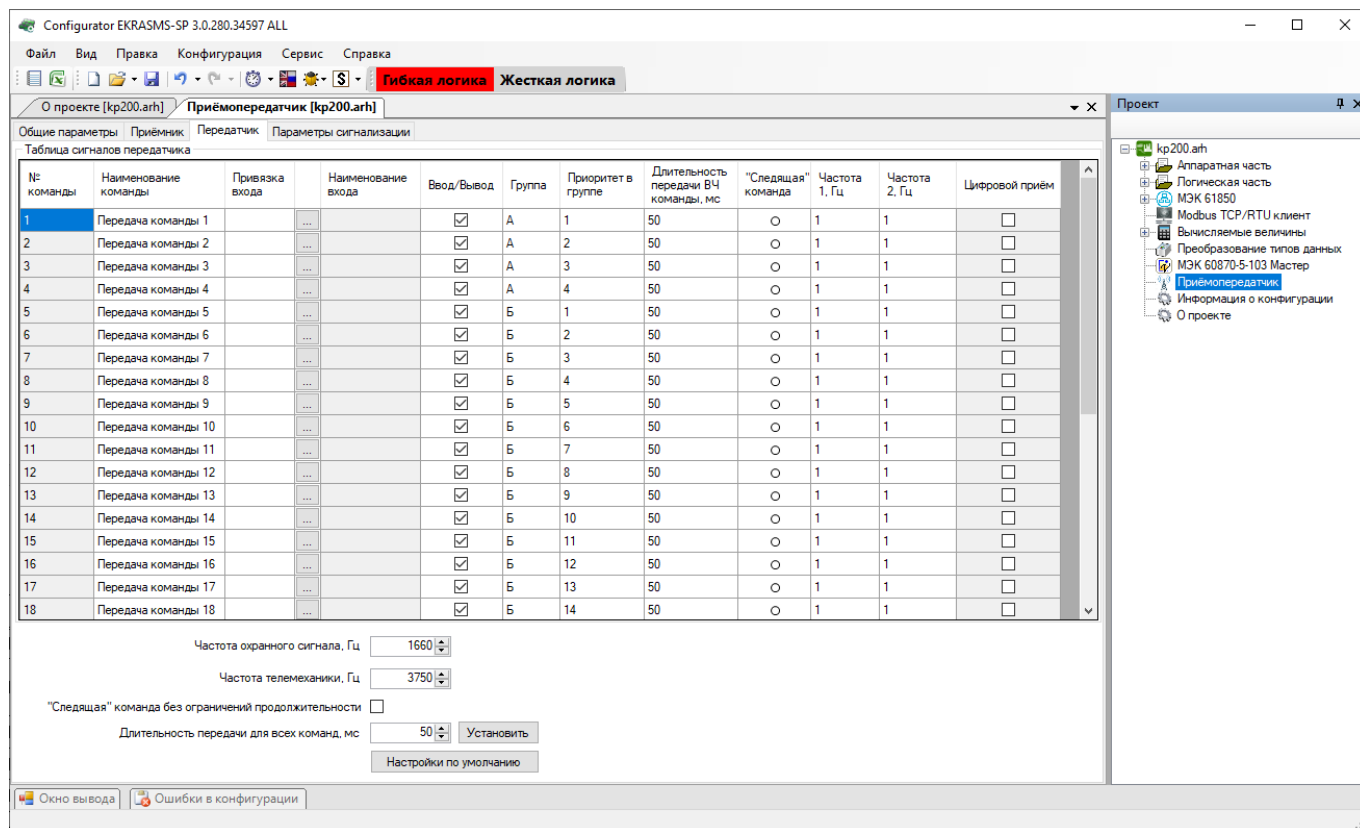 Configurator EKRASMS-SP 3.0.280.34597 ALL
Файл Вид Правка Конфигурация Сервис Справка
Гибкая логика Жесткая логика
О проекте [kp200.arh] Приёмопередатчик [kp200.arh]
Общие параметры Приёмник Передатчик Параметры сигнализации
Таблица сигналов передатчика
№ команды Наименование команды Привязка входа Наименование входа Ввод/Вывод Группа Приоритет в группе Длительность передачи ВЧ команды, мс "Следящая" команда Частота 1, Гц Частота 2, Гц Цифровой приём
1 Передача команды 1 ... А 1 50 1 1
2 Передача команды 2 ... А 2 50 1 1
3 Передача команды 3 ... А 3 50 1 1
4 Передача команды 4 ... А 4 50 1 1
5 Передача команды 5 ... Б 1 50 1 1
6 Передача команды 6 ... Б 2 50 1 1
7 Передача команды 7 ... Б 3 50 1 1
8 Передача команды 8 ... Б 4 50 1 1
9 Передача команды 9 ... Б 5 50 1 1
10 Передача команды 10 ... Б 6 50 1 1
11 Передача команды 11 ... Б 7 50 1 1
12 Передача команды 12 ... Б 8 50 1 1
13 Передача команды 13 ... Б 9 50 1 1
14 Передача команды 14 ... Б 10 50 1 1
15 Передача команды 15 ... Б 11 50 1 1
16 Передача команды 16 ... Б 12 50 1 1
17 Передача команды 17 ... Б 13 50 1 1
18 Передача команды 18 ... Б 14 50 1 1
Частота охранного сигнала, Гц 1660
Частота телемеханики, Гц 3750
"Следящая" команда без ограничений продолжительности
Длительность передачи для всех команд, мс 50 Установить
Настройки по умолчанию
Окно вывода Ошибки в конфигурации
Проект
kp200.arh
Аппаратная часть
Логическая часть
МЭК 61850
Modbus TCP/RTU клиент
Вычисляемые величины
Преобразование типов данных
МЭК 60870-5-103 Мастер
Приёмопередатчик
Информация о конфигурации
О проекте